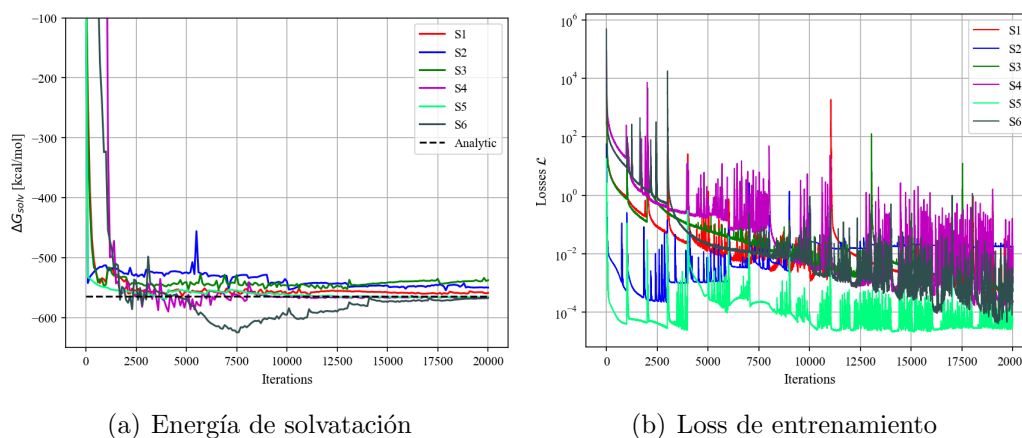 −100
−200
−300
−400
−500
−600
ΔG_solv [kcal/mol]
0 2500 5000 7500 10000 12500 15000 17500 20000
Iterations
S1
S2
S3
S4
S5
S6
Analytic
(a) Energía de solvatación
10^6
10^4
10^2
10^0
10^−2
10^−4
Losses ℒ
0 2500 5000 7500 10000 12500 15000 17500 20000
Iterations
S1
S2
S3
S4
S5
S6
(b) Loss de entrenamiento